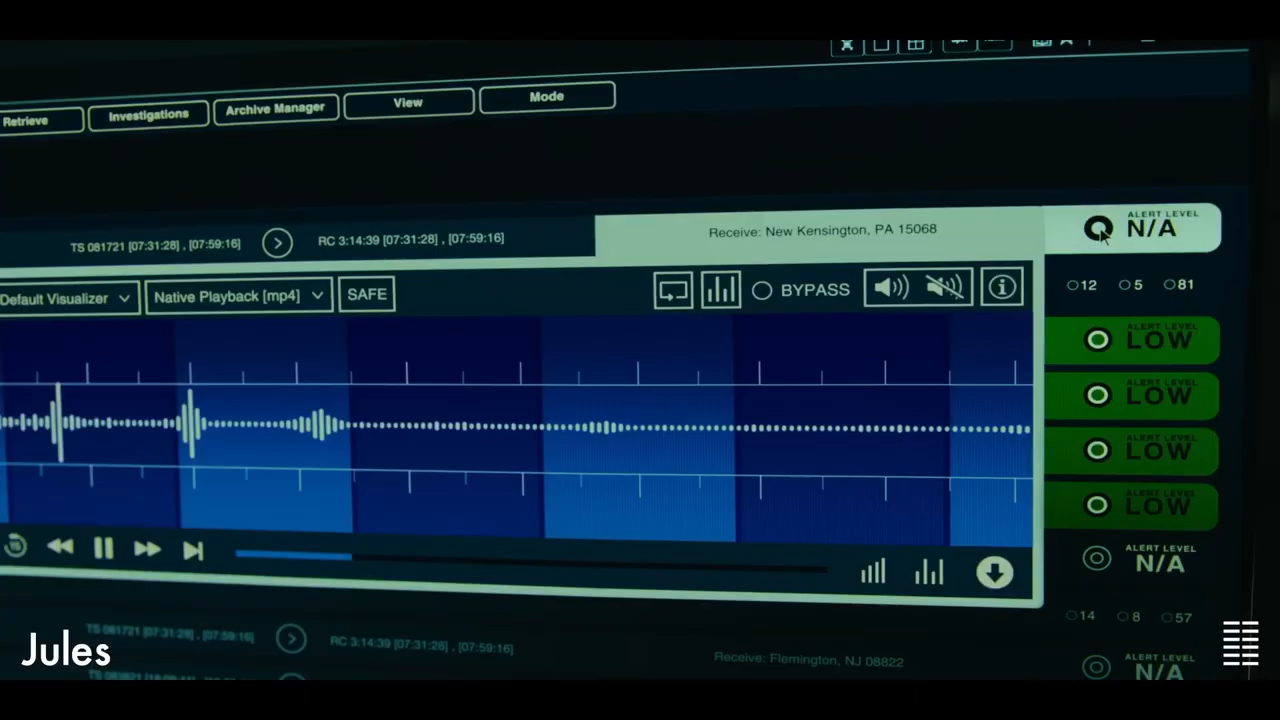 Retrieve
Investigations
Archive Manager
View
Mode
TS 081721 [07:31:28] , [07:59:16]
RC 3:14:39 [07:31:28] , [07:59:16]
Receive: New Kensington, PA 15068
ALERT LEVEL
N/A
12 5 81
Default Visualizer
Native Playback [mp4]
SAFE
BYPASS
ALERT LEVEL
LOW
ALERT LEVEL
LOW
ALERT LEVEL
LOW
ALERT LEVEL
LOW
15
ALERT LEVEL
N/A
14 8 57
TS 081721 [07:31:28] , [07:59:16]
RC 3:14:39 [07:31:28] , [07:59:16]
Receive: Flemington, NJ 08822
ALERT LEVEL
N/A
Jules